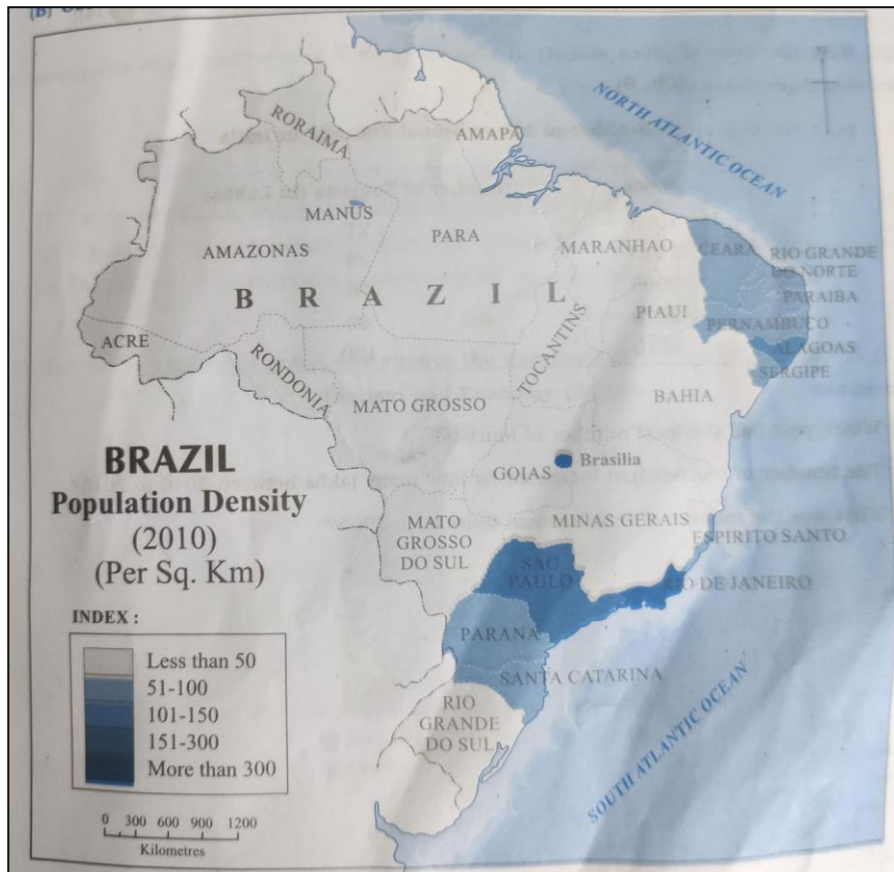 (B)
NORTH ATLANTIC OCEAN
RORAIMA
AMAPA
MANUS
AMAZONAS
PARA
MARANHAO
CEARA
RIO GRANDE
DO NORTE
PARAIBA
PIAUI
PERNAMBUCO
ALAGOAS
SERGIPE
BRAZIL
ACRE
RONDONIA
TOCANTINS
MATO GROSSO
BAHIA
GOIAS
Brasilia
MATO
GROSSO
DO SUL
MINAS GERAIS
ESPIRITO SANTO
SAO
PAULO
RIO DE JANEIRO
PARANA
SANTA CATARINA
RIO
GRANDE
DO SUL
SOUTH ATLANTIC OCEAN
BRAZIL
Population Density
(2010)
(Per Sq. Km)
INDEX :
Less than 50
51-100
101-150
151-300
More than 300
0 300 600 900 1200
Kilometres